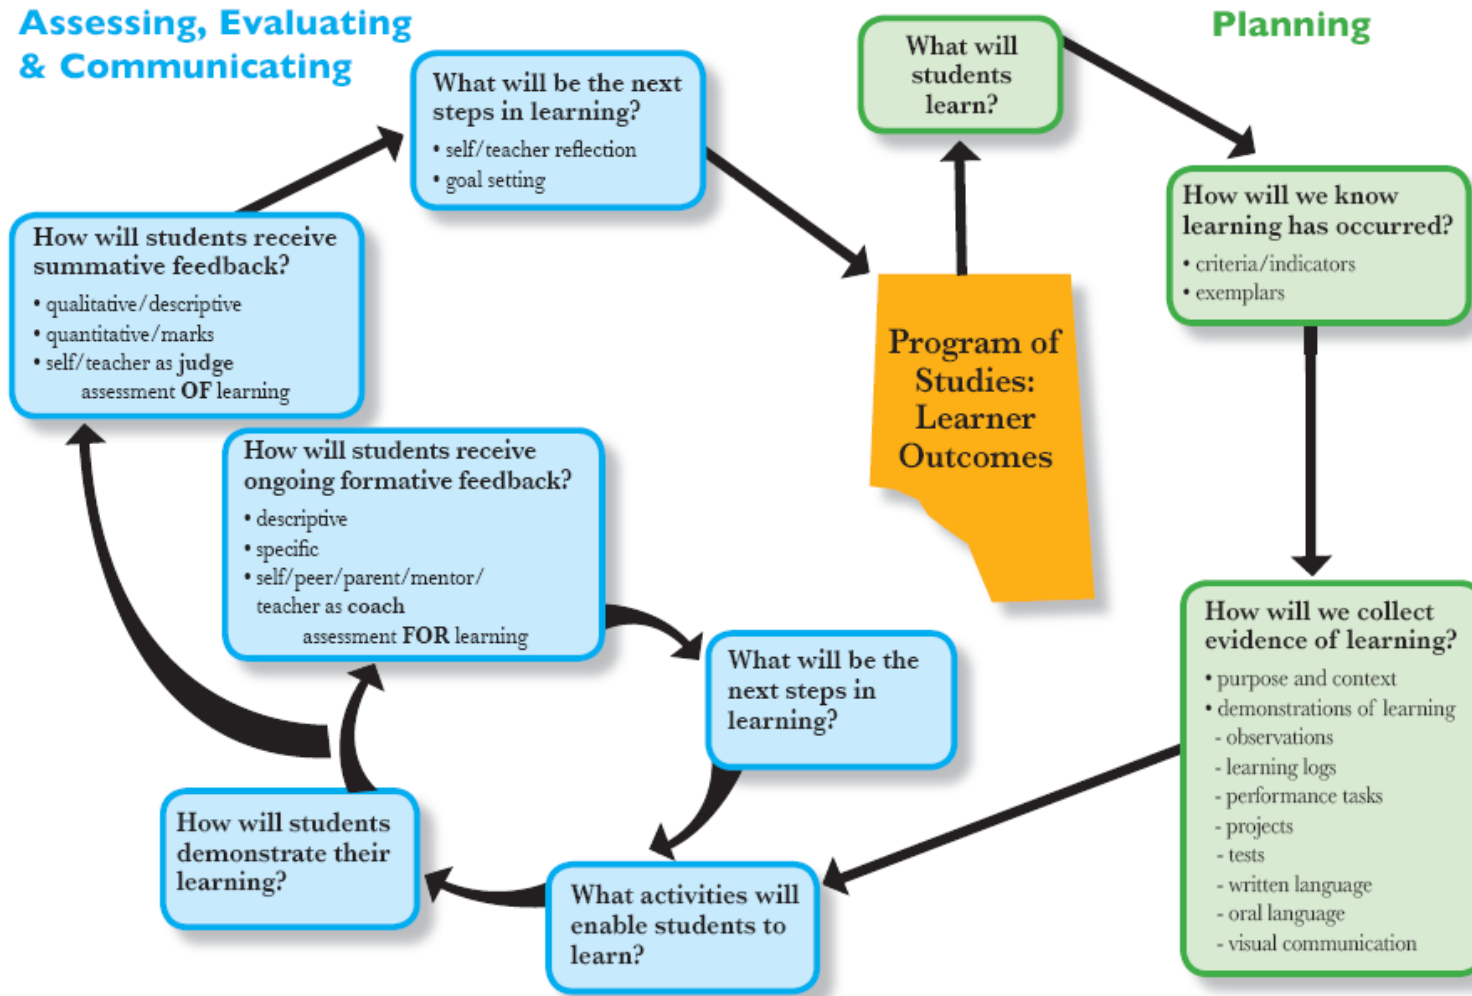 Assessing, Evaluating
& Communicating
Planning
What will
students
learn?
How will we know
learning has occurred?
• criteria/indicators
• exemplars
How will we collect
evidence of learning?
• purpose and context
• demonstrations of learning
- observations
- learning logs
- performance tasks
- projects
- tests
- written language
- oral language
- visual communication
What activities will
enable students to
learn?
How will students
demonstrate their
learning?
How will students receive
ongoing formative feedback?
• descriptive
• specific
• self/peer/parent/mentor/
teacher as coach
assessment FOR learning
What will be the
next steps in
learning?
How will students receive
summative feedback?
• qualitative/descriptive
• quantitative/marks
• self/teacher as judge
assessment OF learning
What will be the next
steps in learning?
• self/teacher reflection
• goal setting
Program of
Studies:
Learner
Outcomes